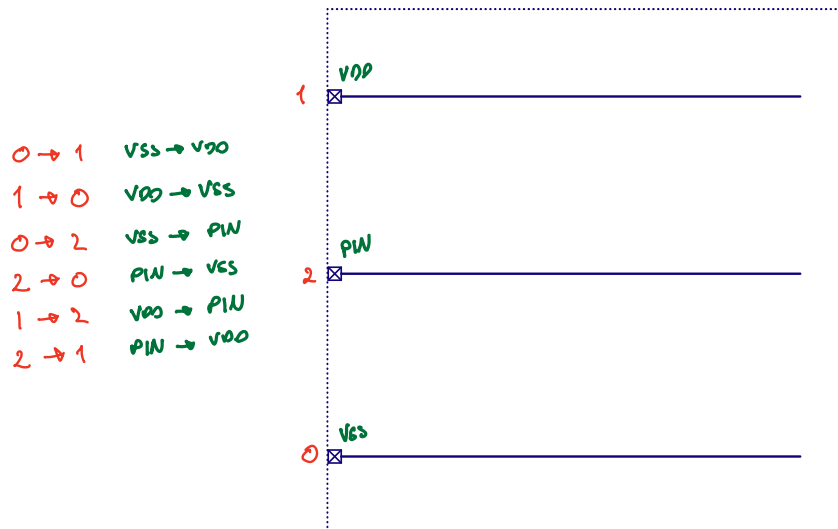 VDD
1
0 → 1 VSS → VDD
1 → 0 VDD → VSS
0 → 2 VSS → PIN
PIN
2 → 0 PIN → VSS
2
1 → 2 VDD → PIN
2 → 1 PIN → VDD
VSS
0